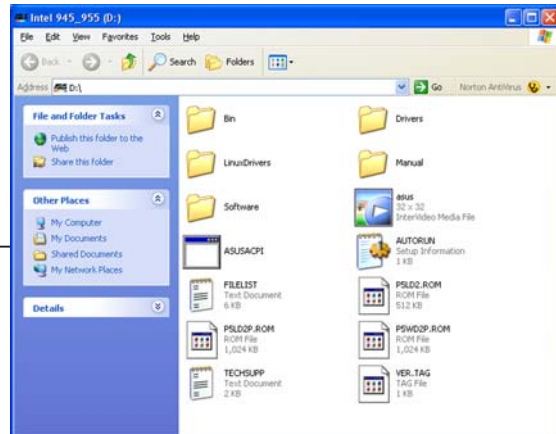 Intel 945_955 (D:)
File Edit View Favorites Tools Help
Back Search Folders
Address D:\ Go Norton AntiVirus
File and Folder Tasks
Publish this folder to the
Web
Share this folder
Other Places
My Computer
My Documents
Shared Documents
My Network Places
Details
Bin
Drivers
LinuxDrivers
Manual
Software
asus
32 x 32
InterVideo Media File
ASUSACPI
AUTORUN
Setup Information
1 KB
FILELIST
Text Document
6 KB
P5LD2.ROM
ROM File
512 KB
P5LD2P.ROM
ROM File
1,024 KB
P5WD2P.ROM
ROM File
1,024 KB
TECHSUPP
Text Document
2 KB
VER.TAG
TAG File
1 KB